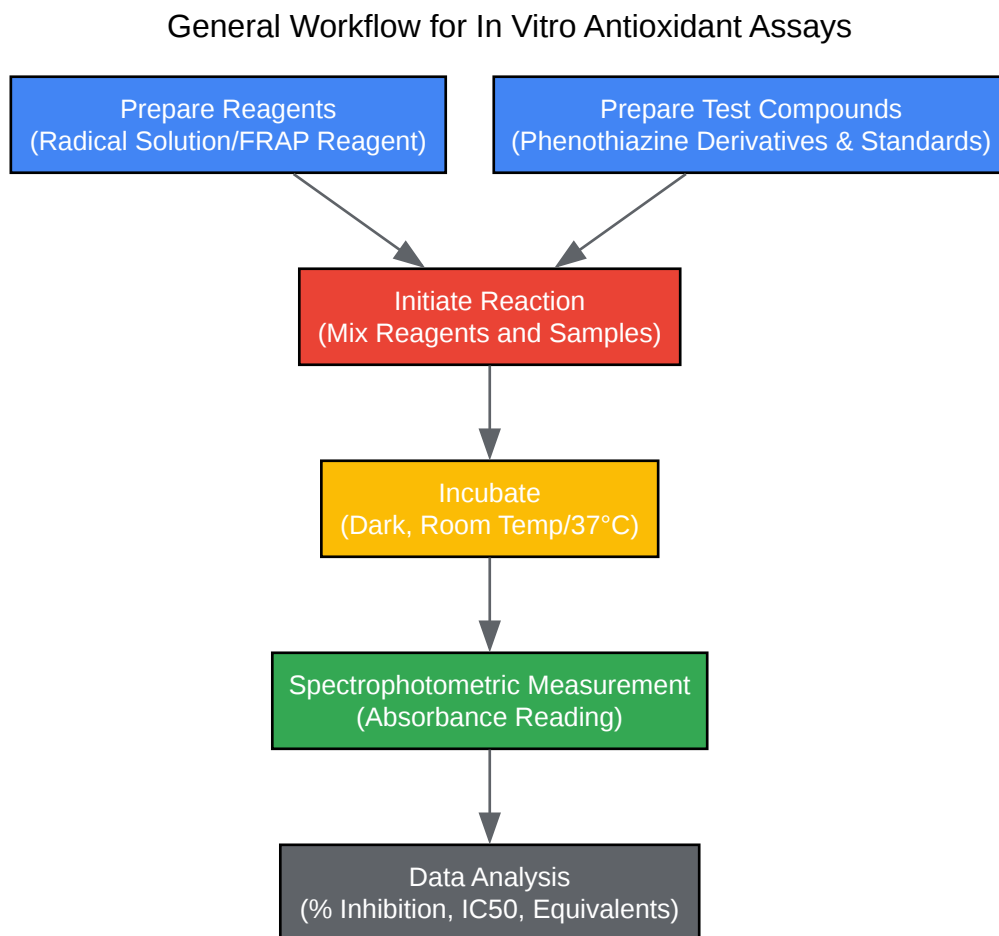 General Workflow for In Vitro Antioxidant Assays
Prepare Reagents
(Radical Solution/FRAP Reagent)
Prepare Test Compounds
(Phenothiazine Derivatives & Standards)
Initiate Reaction
(Mix Reagents and Samples)
Incubate
(Dark, Room Temp/37°C)
Spectrophotometric Measurement
(Absorbance Reading)
Data Analysis
(% Inhibition, IC50, Equivalents)